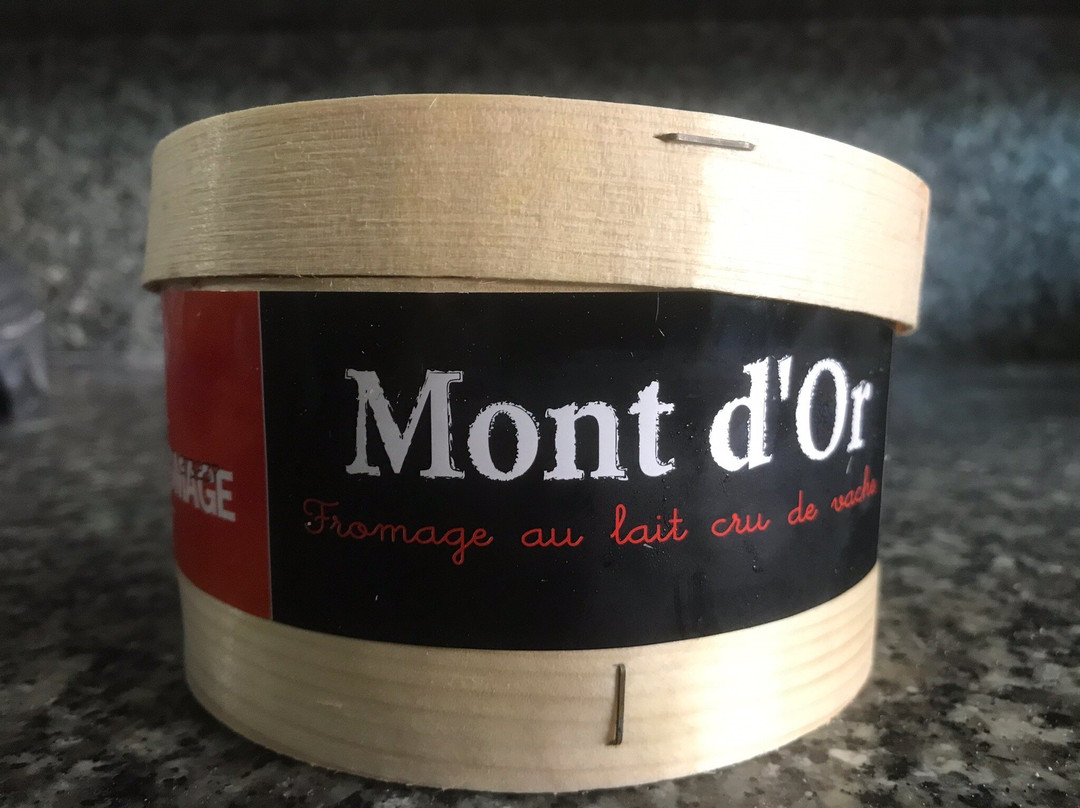 Mont d'Or
Fromage au lait cru de vache